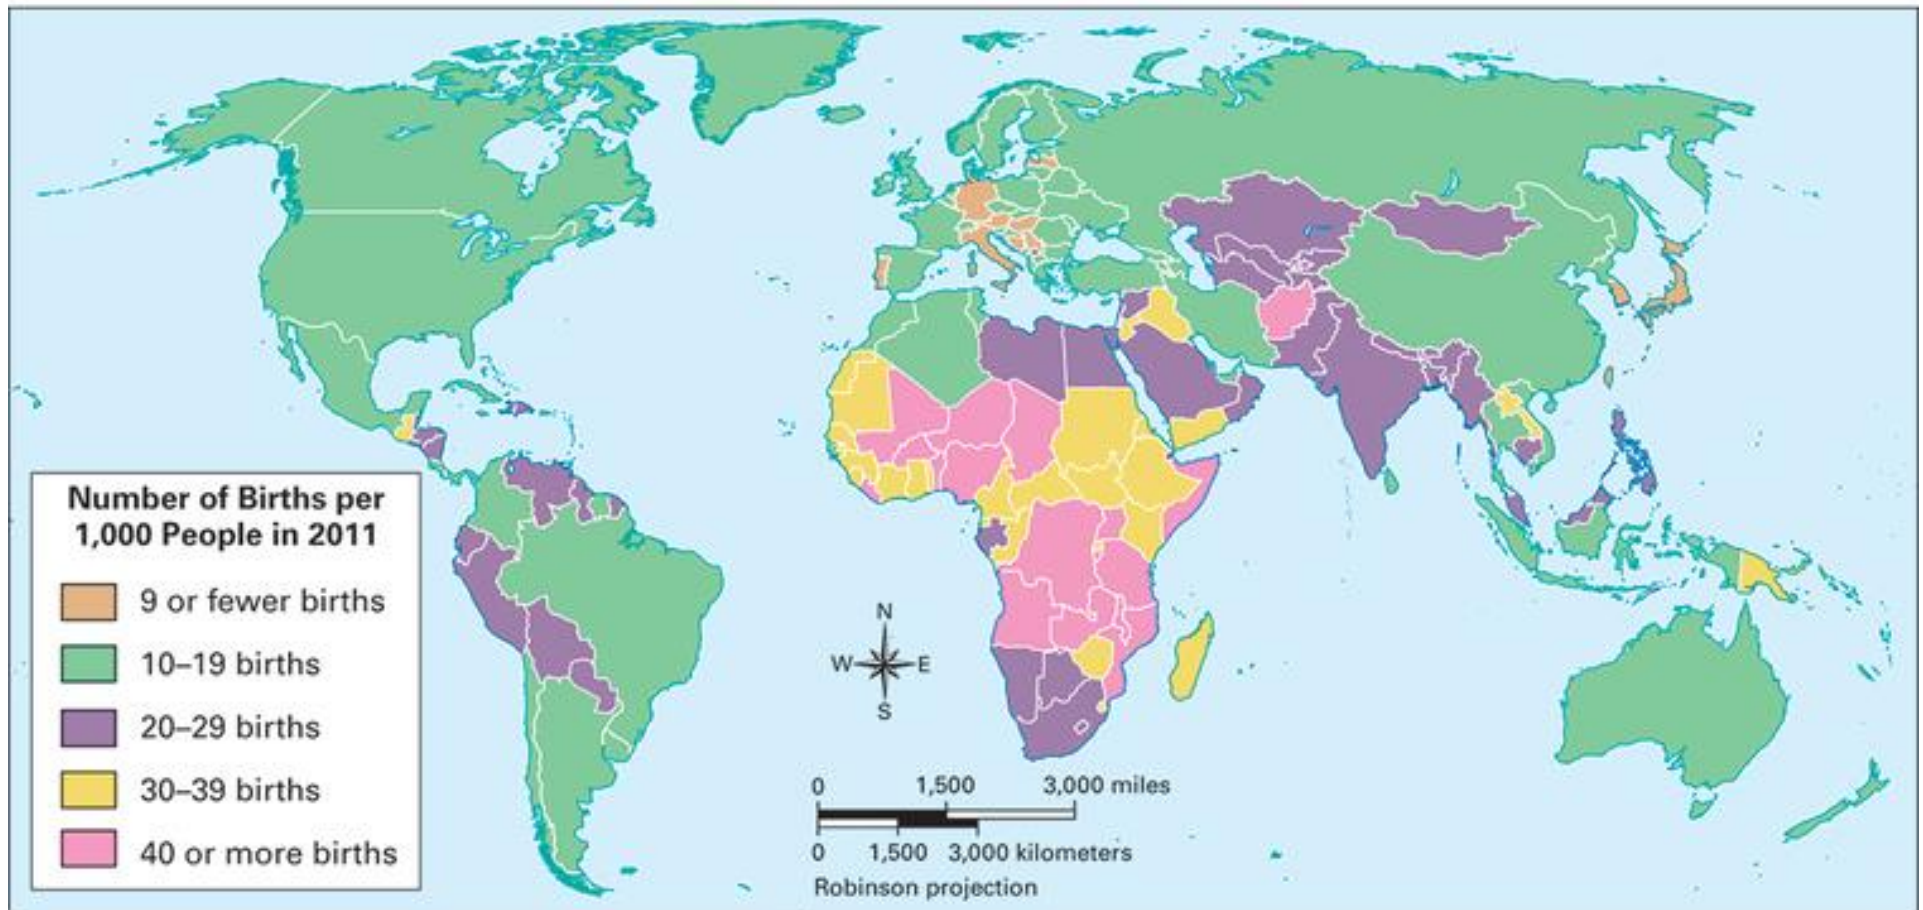 Number of Births per
1,000 People in 2011
9 or fewer births
10–19 births
20–29 births
30–39 births
40 or more births
N
W E
S
0 1,500 3,000 miles
0 1,500 3,000 kilometers
Robinson projection